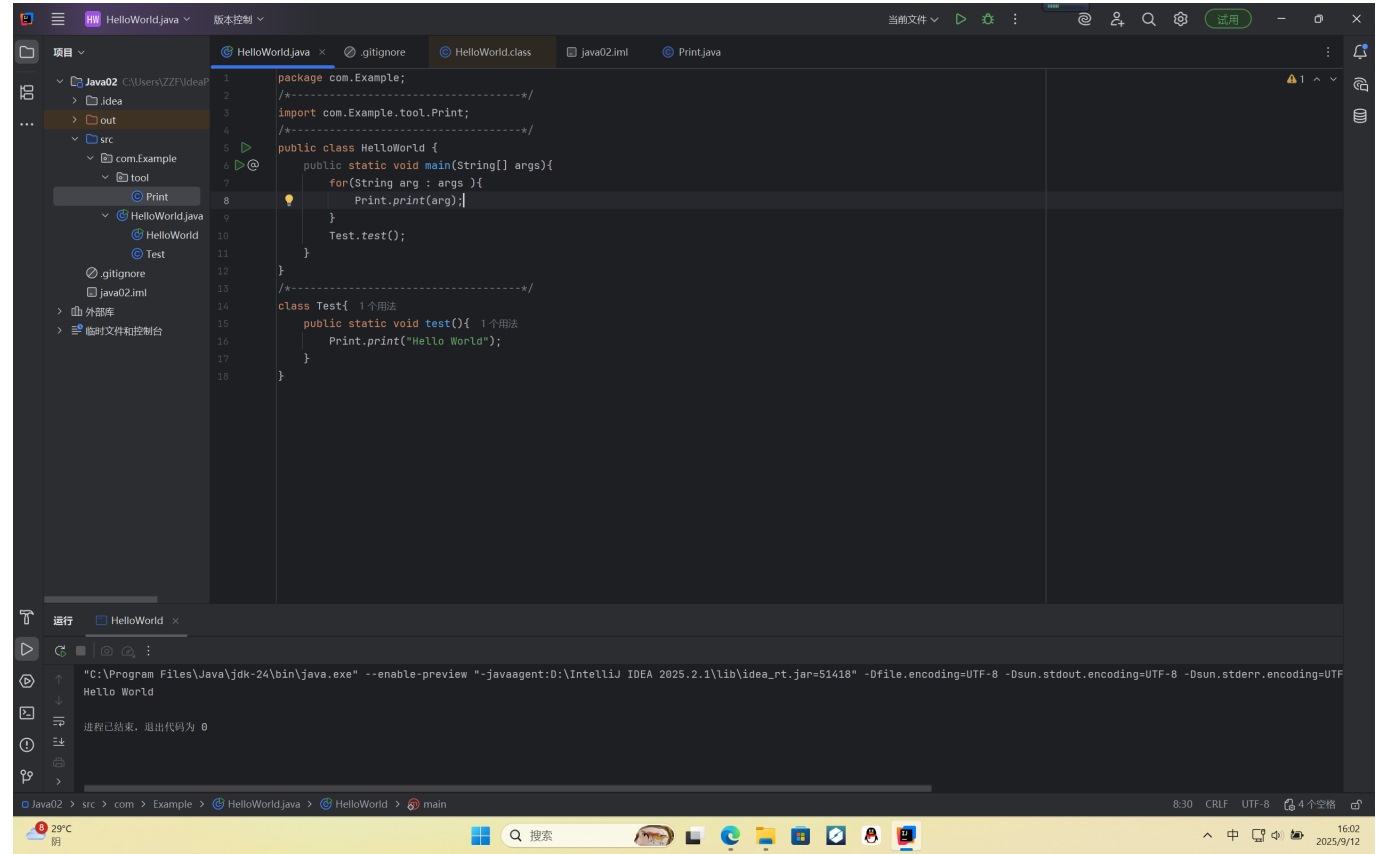 HW HelloWorld.java 版本控制 当前文件 试用
项目
HelloWorld.java .gitignore HelloWorld.class java02.iml Print.java
Java02 C:\Users\ZZF\IdeaP
.idea
out
src
com.Example
tool
Print
HelloWorld.java
HelloWorld
Test
.gitignore
java02.iml
外部库
临时文件和控制台
1 package com.Example;
2 /*------------------------------------*/
3 import com.Example.tool.Print;
4 /*------------------------------------*/
5 public class HelloWorld {
6 public static void main(String[] args){
7 for(String arg : args ){
8 Print.print(arg);
9 }
10 Test.test();
11 }
12 }
13 /*------------------------------------*/
14 class Test{ 1个用法
15 public static void test(){ 1个用法
16 Print.print("Hello World");
17 }
18 }
1
运行 HelloWorld
"C:\Program Files\Java\jdk-24\bin\java.exe" --enable-preview "-javaagent:D:\IntelliJ IDEA 2025.2.1\lib\idea_rt.jar=51418" -Dfile.encoding=UTF-8 -Dsun.stdout.encoding=UTF-8 -Dsun.stderr.encoding=UTF
Hello World
进程已结束，退出代码为 0
Java02 > src > com > Example > HelloWorld.java > HelloWorld > main 8:30 CRLF UTF-8 4个空格
8 29°C
阴
搜索
中
16:02
2025/9/12